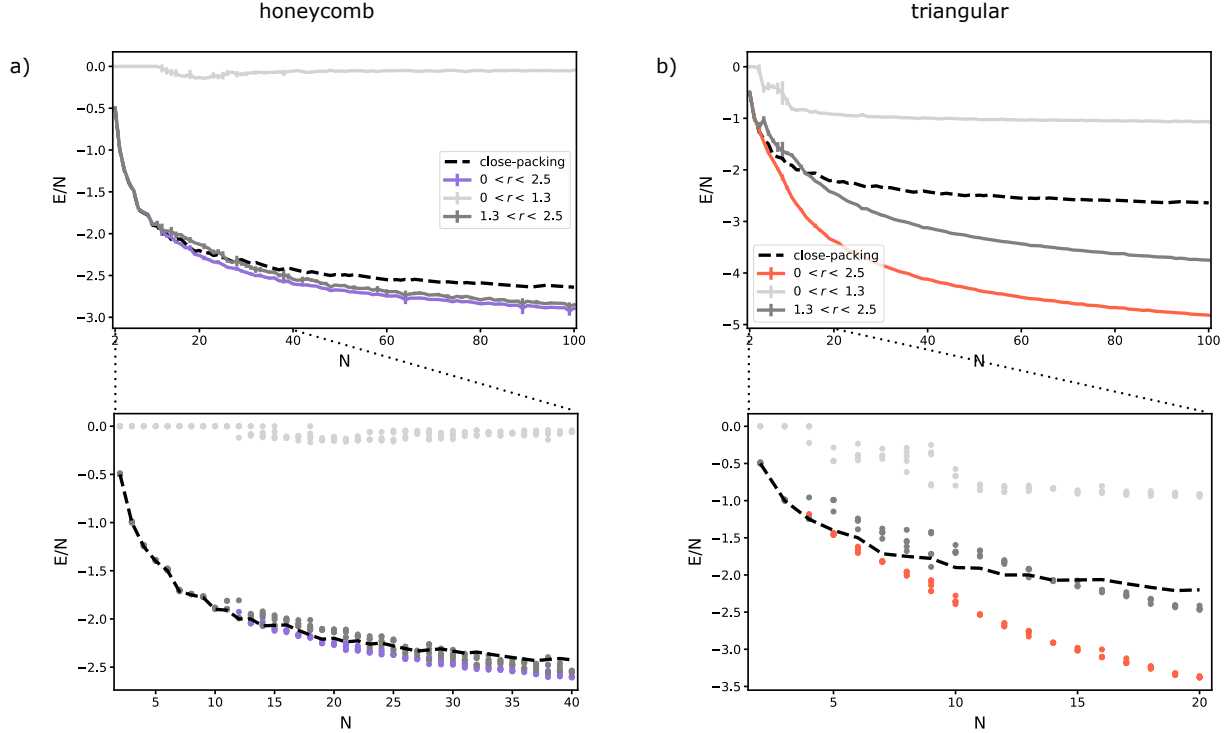 honeycomb
triangular
a)
0.0
−0.5
−1.0
−1.5
−2.0
−2.5
−3.0
E/N
2
20
40
60
80
100
N
close-packing
0 < r < 2.5
0 < r < 1.3
1.3 < r < 2.5
b)
0
−1
−2
−3
−4
−5
E/N
2
20
40
60
80
100
N
close-packing
0 < r < 2.5
0 < r < 1.3
1.3 < r < 2.5
0.0
−0.5
−1.0
−1.5
−2.0
−2.5
E/N
5
10
15
20
25
30
35
40
N
0.0
−0.5
−1.0
−1.5
−2.0
−2.5
−3.0
−3.5
E/N
5
10
15
20
N